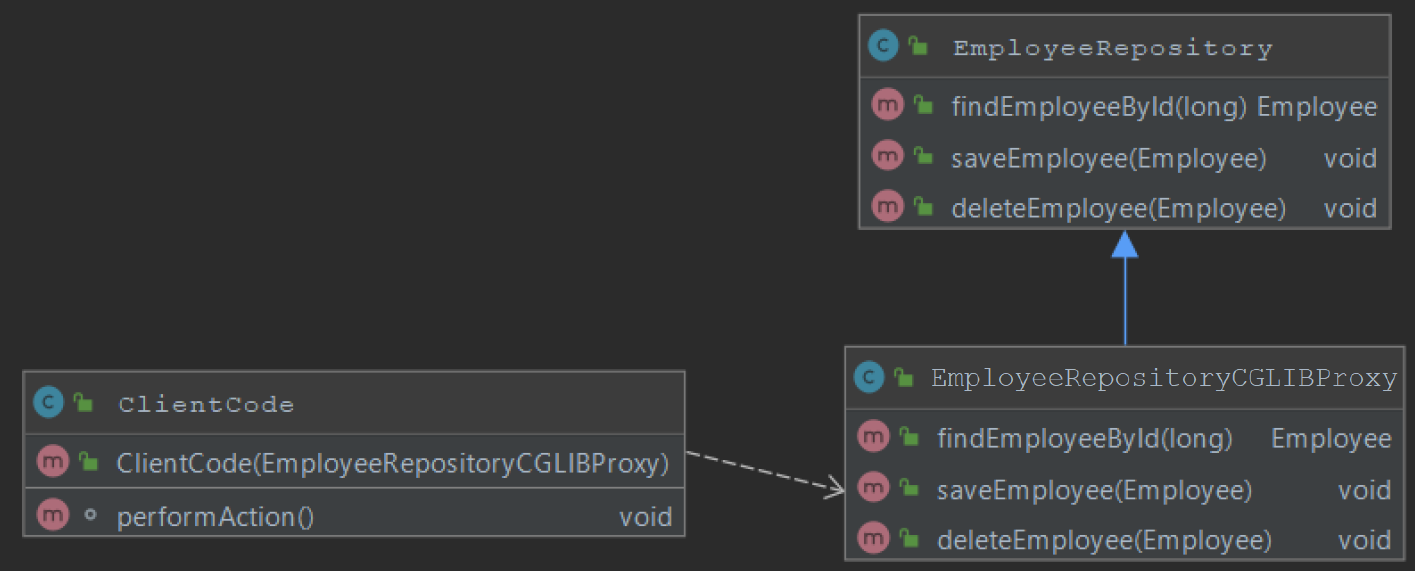 C EmployeeRepository
m findEmployeeById(long) Employee
m saveEmployee(Employee) void
m deleteEmployee(Employee) void
C ClientCode
m ClientCode(EmployeeRepositoryCGLIBProxy)
m performAction() void
C EmployeeRepositoryCGLIBProxy
m findEmployeeById(long) Employee
m saveEmployee(Employee) void
m deleteEmployee(Employee) void